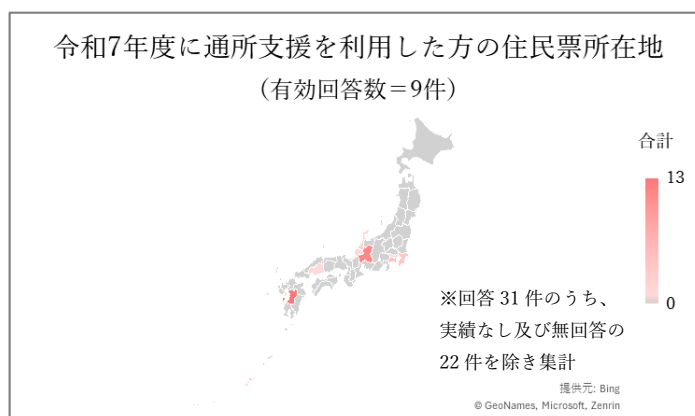 令和7年度に通所支援を利用した方の住民票所在地
（有効回答数＝9件）
合計
13
0
※回答 31 件のうち、
実績なし及び無回答の
22 件を除き集計
提供元: Bing
© GeoNames, Microsoft, Zenrin